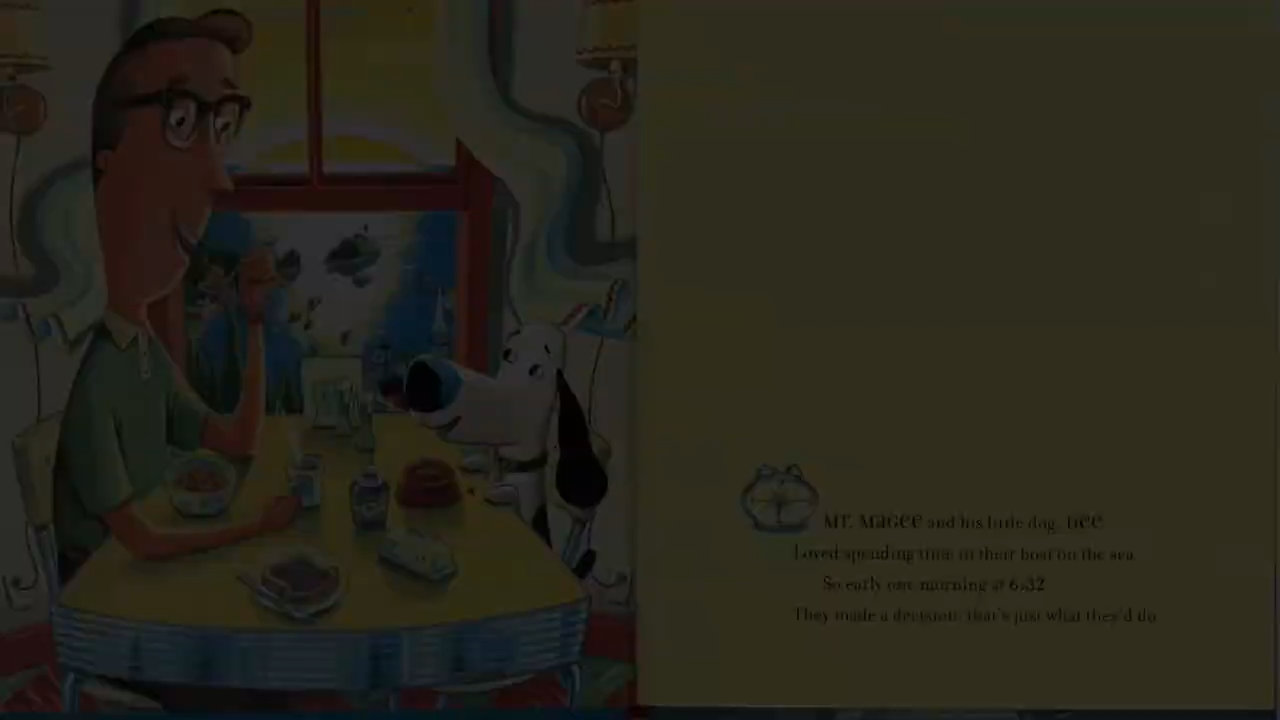 Mr. Magee and his little dog, Dee
Loved spending time in their boat on the sea.
So early one morning at 6:32
They made a decision: that's just what they'd do.